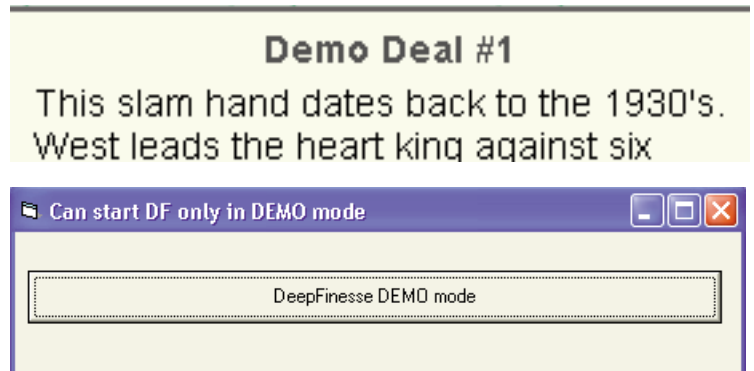 Demo Deal #1
This slam hand dates back to the 1930's.
West leads the heart king against six
Can start DF only in DEMO mode
DeepFinesse DEMO mode